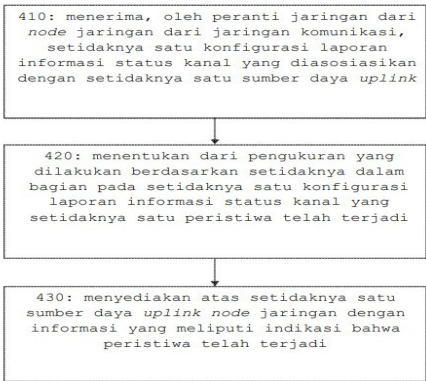 410: menerima, oleh peranti jaringan dari
node jaringan dari jaringan komunikasi,
setidaknya satu konfigurasi laporan
informasi status kanal yang diasosiasikan
dengan setidaknya satu sumber daya uplink
420: menentukan dari pengukuran yang
dilakukan berdasarkan setidaknya dalam
bagian pada setidaknya satu konfigurasi
laporan informasi status kanal yang
setidaknya satu peristiwa telah terjadi
430: menyediakan atas setidaknya satu
sumber daya uplink node jaringan dengan
informasi yang meliputi indikasi bahwa
peristiwa telah terjadi